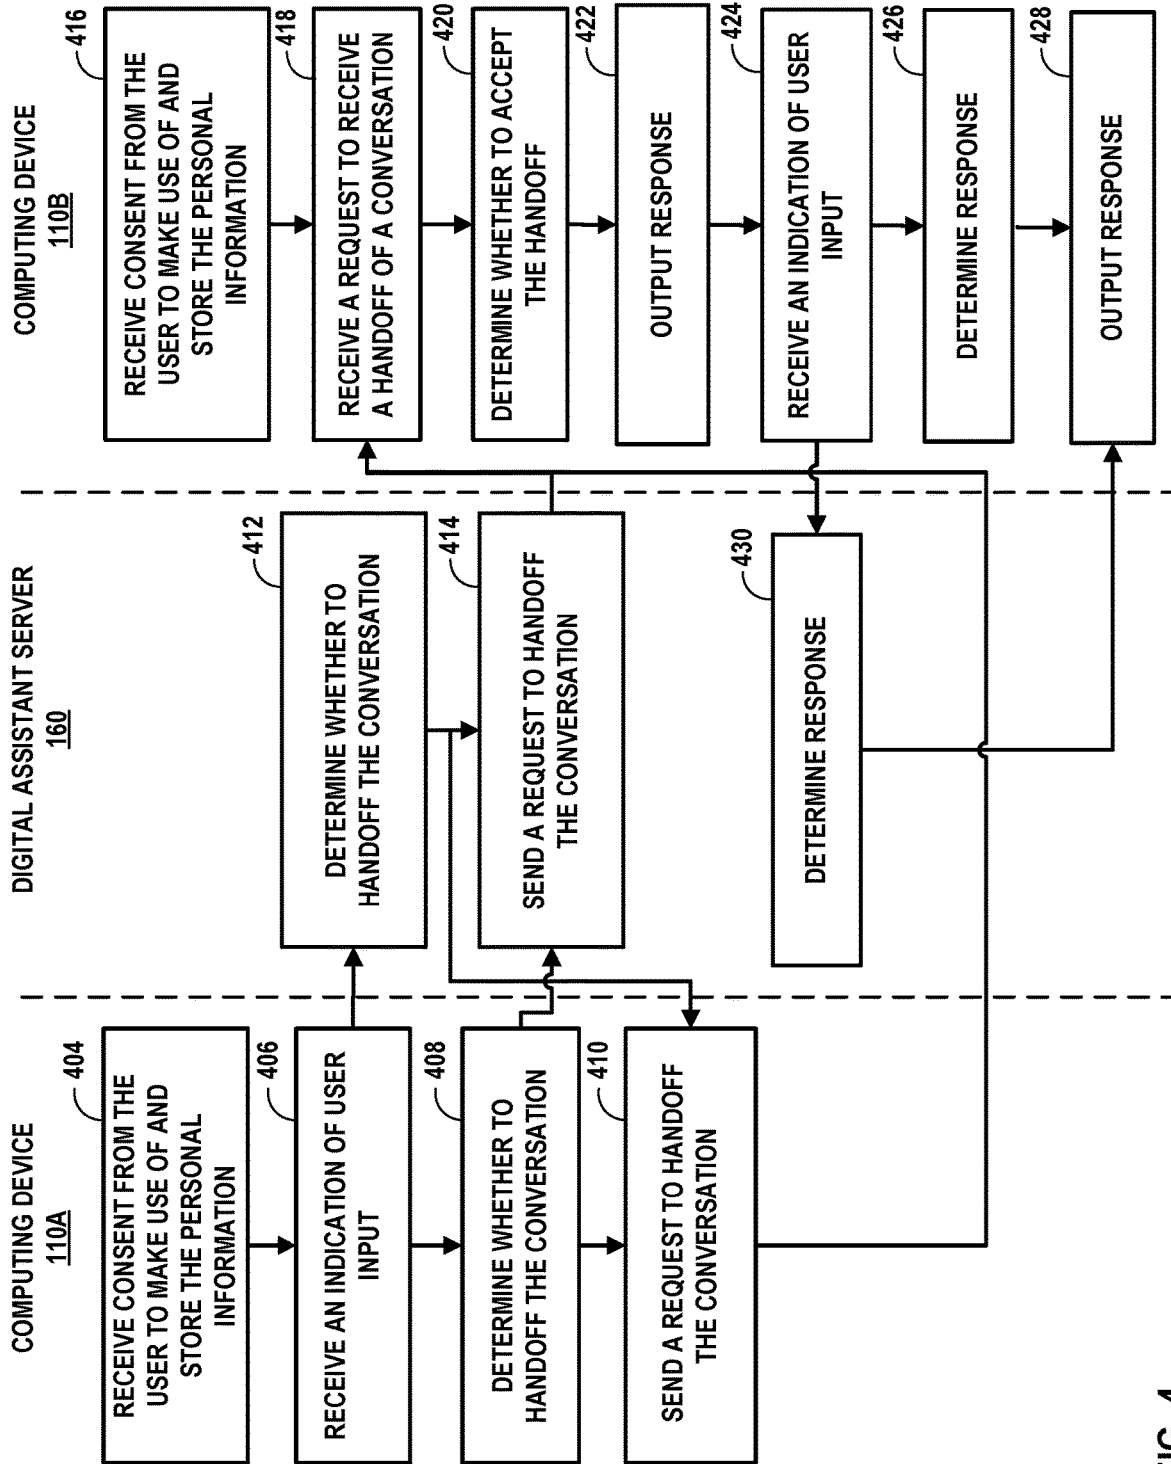 COMPUTING DEVICE
110A
404
RECEIVE CONSENT FROM THE
USER TO MAKE USE OF AND
STORE THE PERSONAL
INFORMATION
406
RECEIVE AN INDICATION OF USER
INPUT
408
DETERMINE WHETHER TO
HANDOFF THE CONVERSATION
410
SEND A REQUEST TO HANDOFF
THE CONVERSATION
DIGITAL ASSISTANT SERVER
160
412
DETERMINE WHETHER TO
HANDOFF THE CONVERSATION
414
SEND A REQUEST TO HANDOFF
THE CONVERSATION
430
DETERMINE RESPONSE
COMPUTING DEVICE
110B
416
RECEIVE CONSENT FROM THE
USER TO MAKE USE OF AND
STORE THE PERSONAL
INFORMATION
418
RECEIVE A REQUEST TO RECEIVE
A HANDOFF OF A CONVERSATION
420
DETERMINE WHETHER TO ACCEPT
THE HANDOFF
422
OUTPUT RESPONSE
424
RECEIVE AN INDICATION OF USER
INPUT
426
DETERMINE RESPONSE
428
OUTPUT RESPONSE